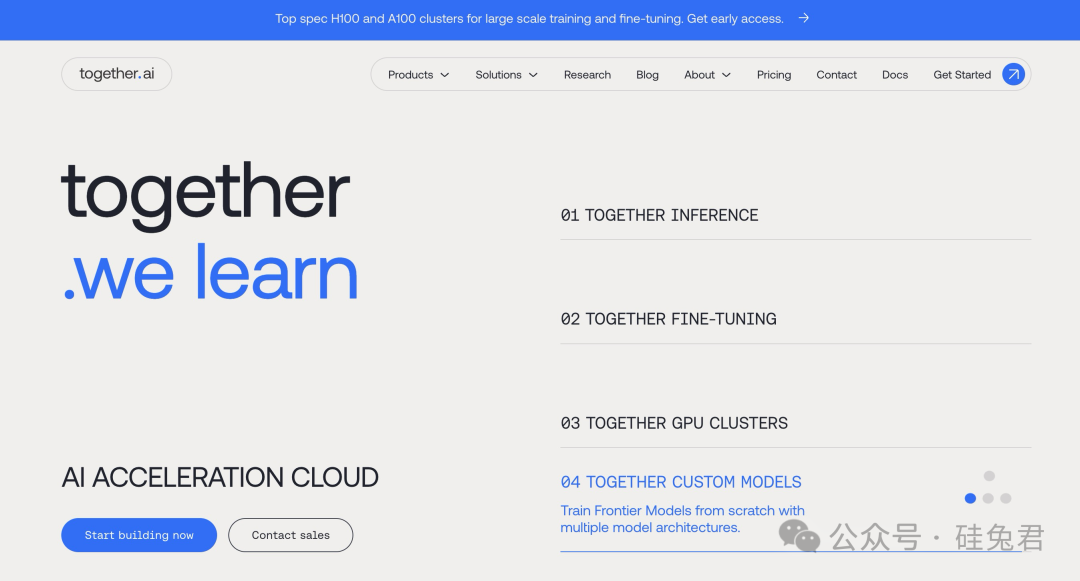 Top spec H100 and A100 clusters for large scale training and fine-tuning. Get early access. →
together.ai
Products Solutions Research Blog About Pricing Contact Docs Get Started
together
.we learn
01 TOGETHER INFERENCE
02 TOGETHER FINE-TUNING
03 TOGETHER GPU CLUSTERS
AI ACCELERATION CLOUD
Start building now
Contact sales
04 TOGETHER CUSTOM MODELS
Train Frontier Models from scratch with
multiple model architectures.
公众号 · 硅兔君